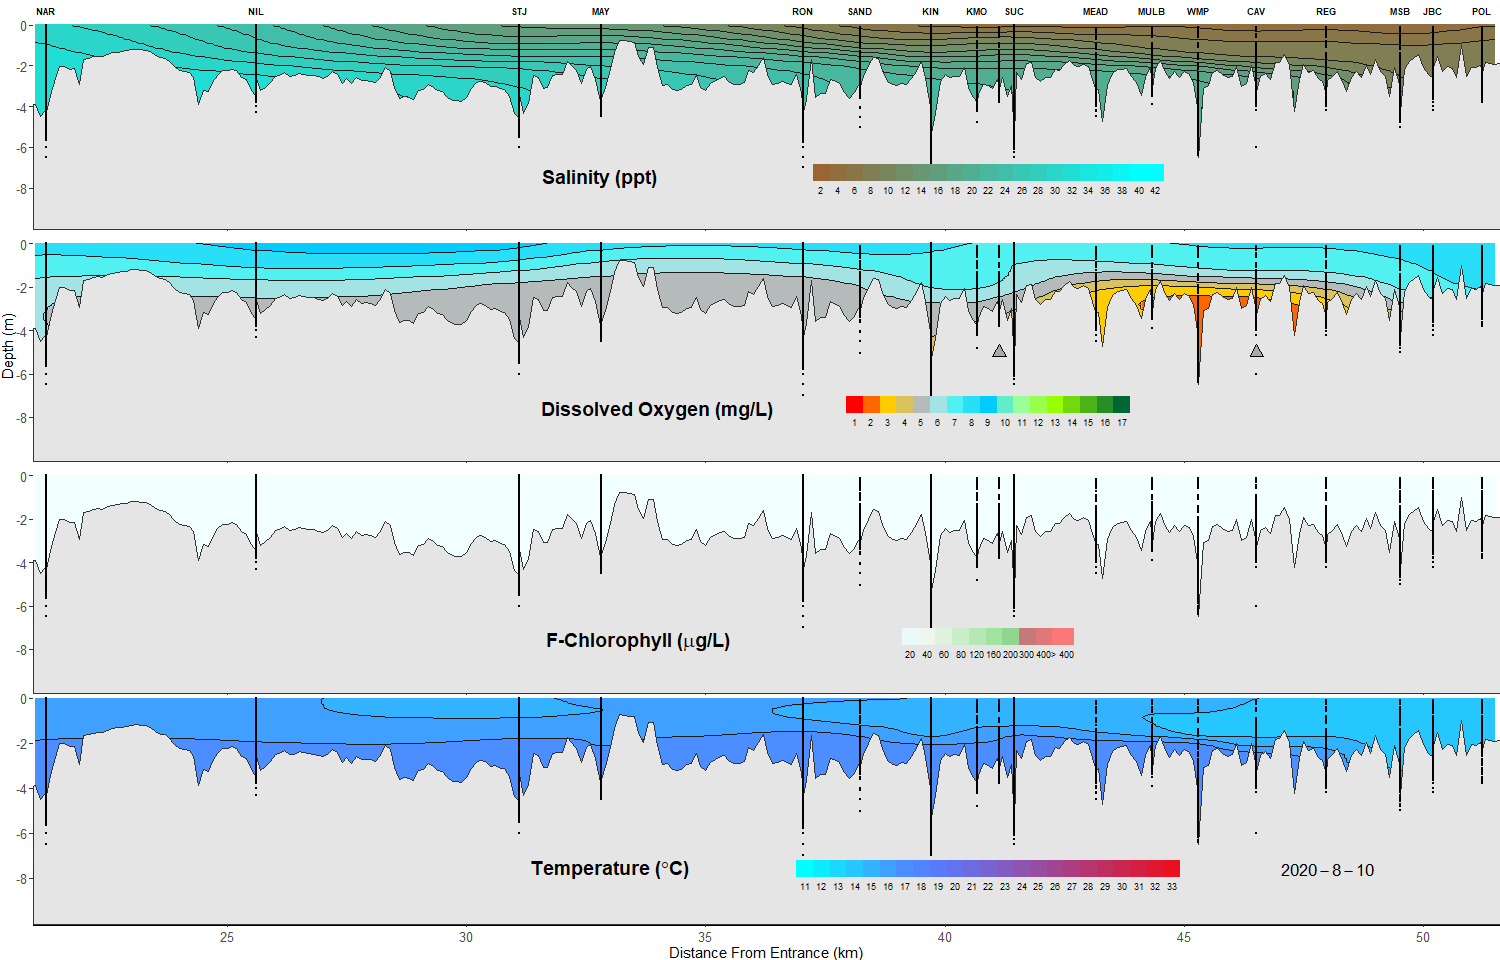 NAR NIL STJ MAY RON SAND KIN KMO SUC MEAD MULB WMP CAV REG MSB JBC POL
0
-2
-4
-6
-8
Salinity (ppt)
2 4 6 8 10 12 14 16 18 20 22 24 26 28 30 32 34 36 38 40 42
0
-2
-4
-6
-8
Depth (m)
Dissolved Oxygen (mg/L)
1 2 3 4 5 6 7 8 9 10 11 12 13 14 15 16 17
0
-2
-4
-6
-8
F-Chlorophyll (μg/L)
20 40 60 80 120 160 200 300 400 > 400
0
-2
-4
-6
-8
Temperature (°C)
11 12 13 14 15 16 17 18 19 20 21 22 23 24 25 26 27 28 29 30 31 32 33
2020 – 8 – 10
25 30 35 40 45 50
Distance From Entrance (km)